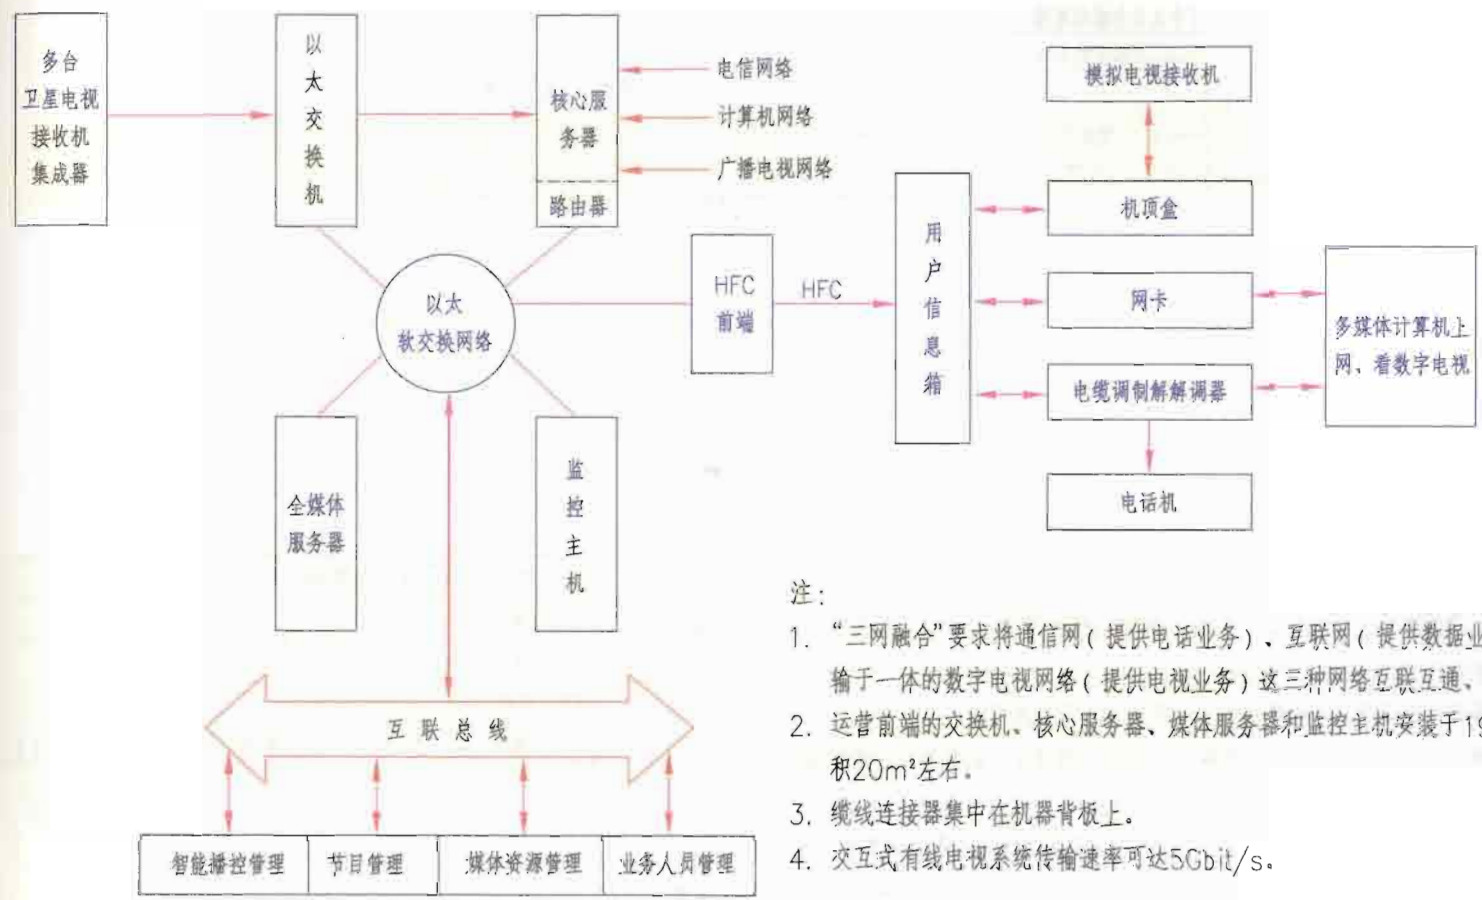 多台
卫星电视
接收机
集成器
以
太
交
换
机
核心服
务器
路由器
电信网络
计算机网络
广播电视网络
模拟电视接收机
机顶盒
用
户
信
息
箱
HFC
前端
HFC
网卡
以太
软交换网络
多媒体计算机上
网、看数字电视
电缆调制解解调器
电话机
全媒体
服务器
监
控
主
机
互联总线
智能播控管理
节目管理
媒体资源管理
业务人员管理
注:
1. “三网融合”要求将通信网(提供电话业务)、互联网(提供数据业
输于一体的数字电视网络(提供电视业务)这三种网络互联互通、
2. 运营前端的交换机、核心服务器、媒体服务器和监控主机安装于19
积20m²左右。
3. 缆线连接器集中在机器背板上。
4. 交互式有线电视系统传输速率可达5Gbit/s。